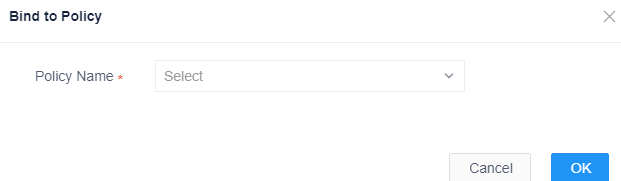 Bind to Policy
Policy Name *
Select
Cancel
OK